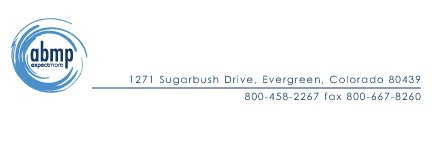 abmp
expectmore
1271 Sugarbush Drive, Evergreen, Colorado 80439
800-458-2267 fax 800-667-8260